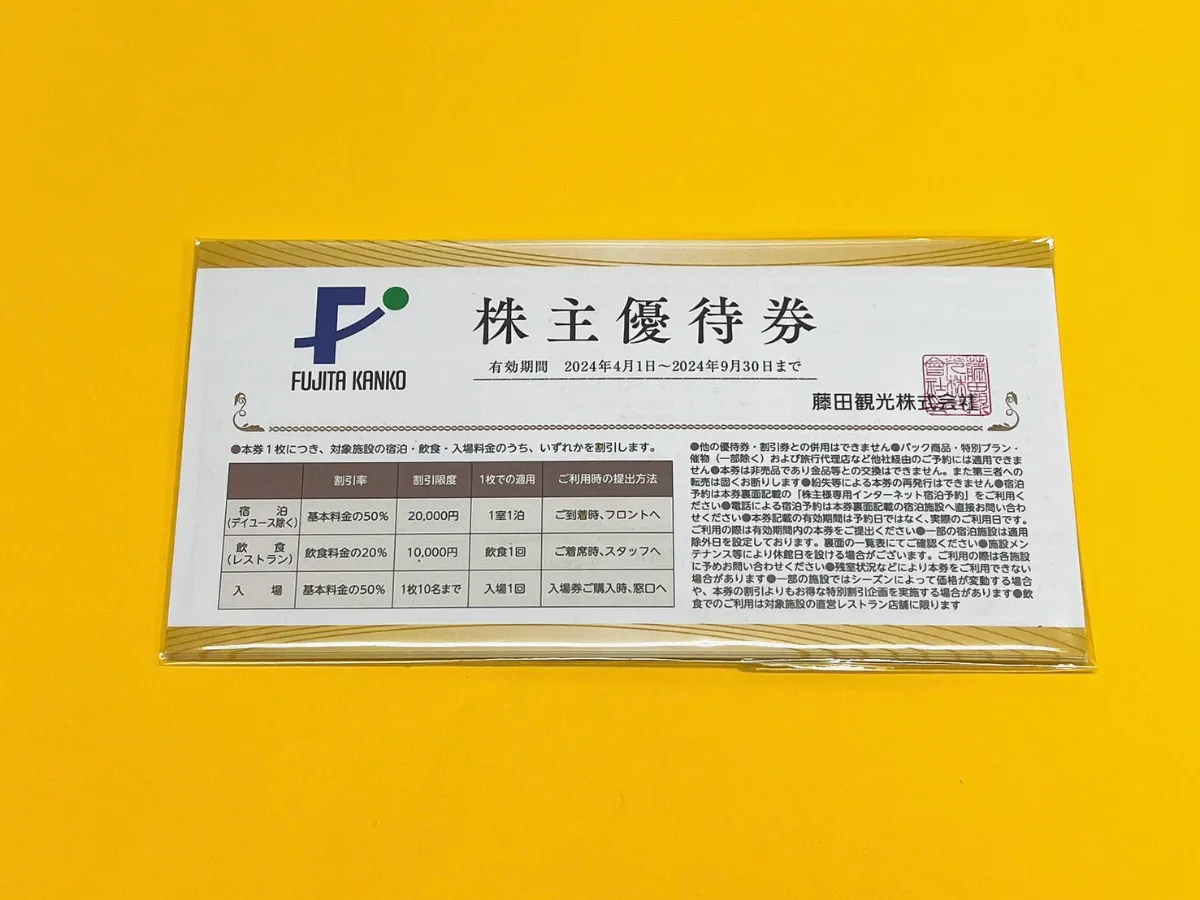 FUJITA KANKO
株主優待券
有効期間 2024年4月1日～2024年9月30日まで
藤田観光株式会社
●本券1枚につき、対象施設の宿泊・飲食・入場料金のうち、いずれかを割引します。
割引率 割引限度 1枚での適用 ご利用時の提出方法
宿泊 (デイユース除く) 基本料金の50% 20,000円 1室1泊 ご到着時、フロントへ
飲食 (レストラン) 飲食料金の20% 10,000円 飲食1回 ご着席時、スタッフへ
入場 基本料金の50% 1枚10名まで 入場1回 入場券ご購入時、窓口へ
●他の優待券・割引券との併用はできません●パック商品・特別プラン・
催物（一部除く）および旅行代理店など他社経由のご予約には適用できま
せん●本券は非売品であり金品等との交換はできません。また第三者への
転売は固くお断りします●紛失等による本券の再発行はできません●宿泊
予約は本券裏面記載の「株主様専用インターネット宿泊予約」をご利用く
ださい●電話による宿泊予約は本券裏面記載の宿泊施設へ直接お問い合わ
せください●本券記載の有効期間は予約日ではなく、実際のご利用日です。
ご利用の際は有効期間内の本券をご提出ください●一部の宿泊施設は適用
除外日を設定しております。裏面の一覧表にてご確認ください●施設メン
テナンス等により休館日を設ける場合がございます。ご利用の際は各施設
に予めお問い合わせください●残室状況などにより本券をご利用できない
場合があります●一部の施設ではシーズンによって価格が変動する場合
や、本券の割引よりもお得な特別割引企画を実施する場合があります●飲
食でのご利用は対象施設の直営レストラン店舗に限ります